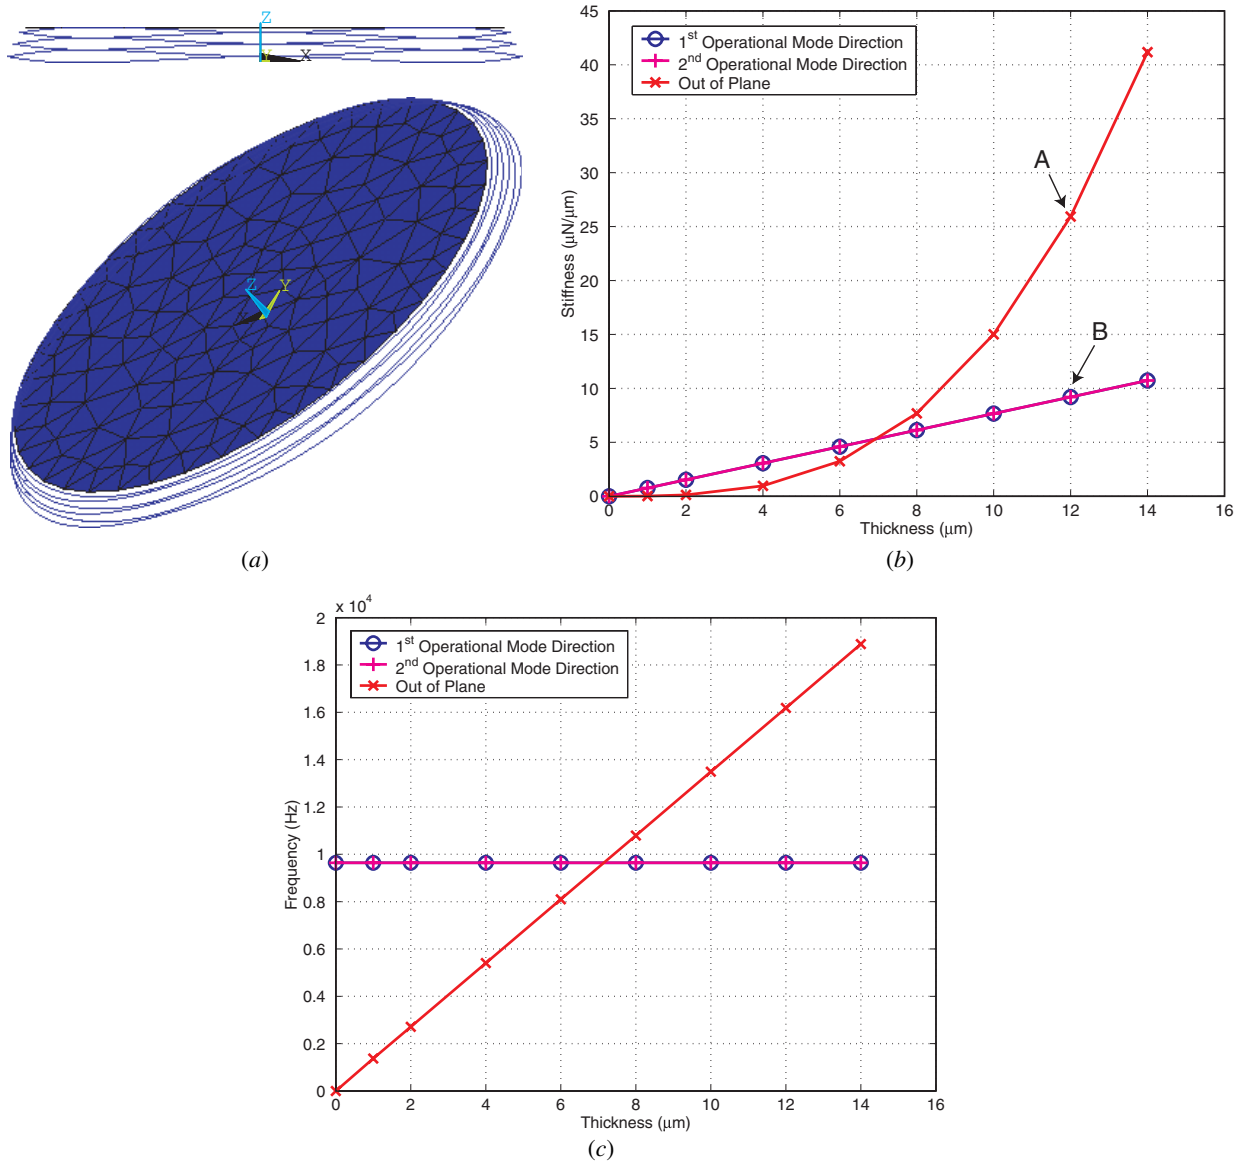 Z
Y
X
Z
Y
(a)
45
40
35
30
25
20
15
10
5
0
Stiffness (μN/μm)
1st Operational Mode Direction
2nd Operational Mode Direction
Out of Plane
A
B
0 2 4 6 8 10 12 14 16
Thickness (μm)
(b)
x 10^4
2
1.8
1.6
1.4
1.2
1
0.8
0.6
0.4
0.2
0
Frequency (Hz)
1st Operational Mode Direction
2nd Operational Mode Direction
Out of Plane
0 2 4 6 8 10 12 14 16
Thickness (μm)
(c)